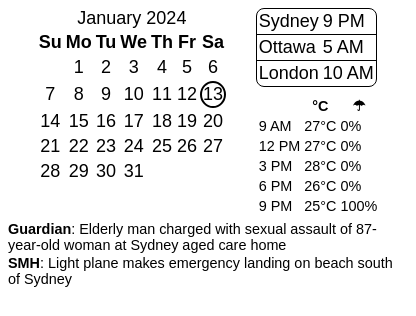 January 2024
Su Mo Tu We Th Fr Sa
1 2 3 4 5 6
7 8 9 10 11 12 13
14 15 16 17 18 19 20
21 22 23 24 25 26 27
28 29 30 31
Sydney 9 PM
Ottawa 5 AM
London 10 AM
°C ☂
9 AM 27°C 0%
12 PM 27°C 0%
3 PM 28°C 0%
6 PM 26°C 0%
9 PM 25°C 100%
Guardian: Elderly man charged with sexual assault of 87-
year-old woman at Sydney aged care home
SMH: Light plane makes emergency landing on beach south
of Sydney